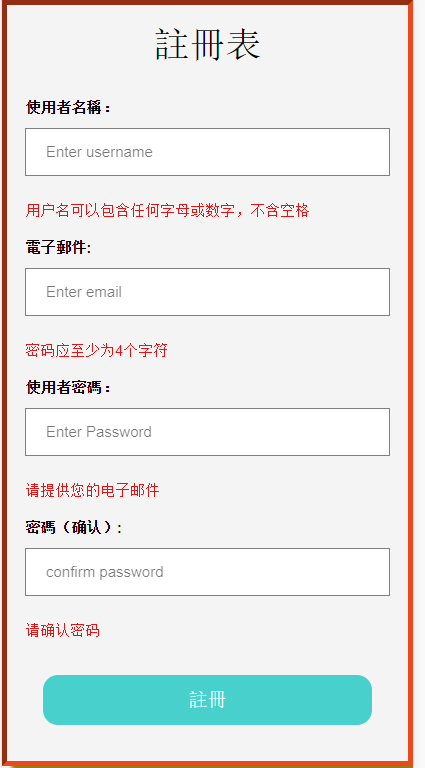 註冊表
使用者名稱：
Enter username
用户名可以包含任何字母或数字，不含空格
電子郵件:
Enter email
密码应至少为4个字符
使用者密碼：
Enter Password
请提供您的电子邮件
密碼（确认）:
confirm password
请确认密码
註冊